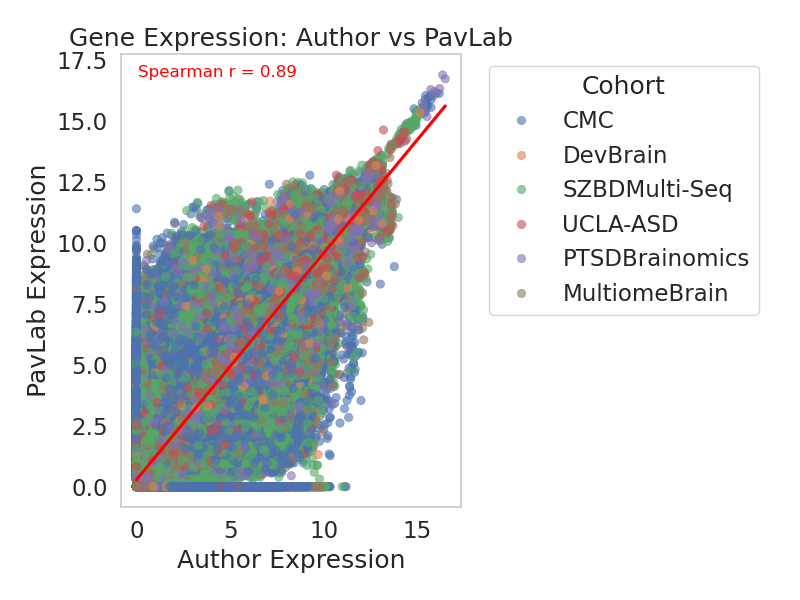 Gene Expression: Author vs PavLab
Spearman r = 0.89
17.5
15.0
12.5
10.0
7.5
5.0
2.5
0.0
PavLab Expression
0 5 10 15
Author Expression
Cohort
CMC
DevBrain
SZBDMulti-Seq
UCLA-ASD
PTSDBrainomics
MultiomeBrain